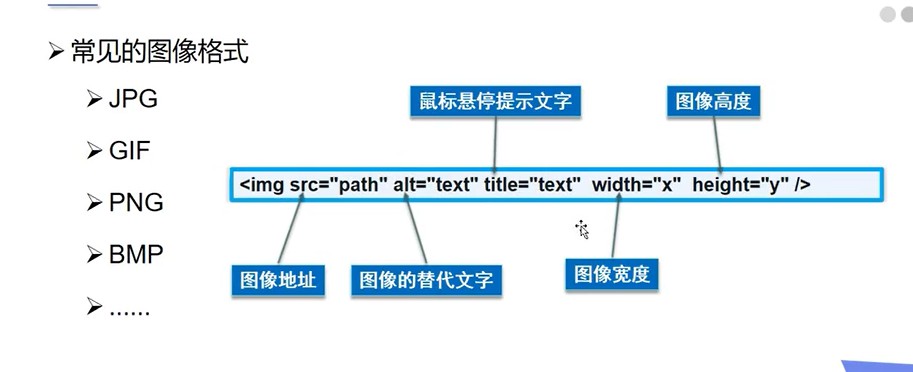 ➢ 常见的图像格式
➢ JPG
➢ GIF
➢ PNG
➢ BMP
➢ ......
鼠标悬停提示文字
图像高度
<img src="path" alt="text" title="text"  width="x"  height="y" />
图像地址
图像的替代文字
图像宽度